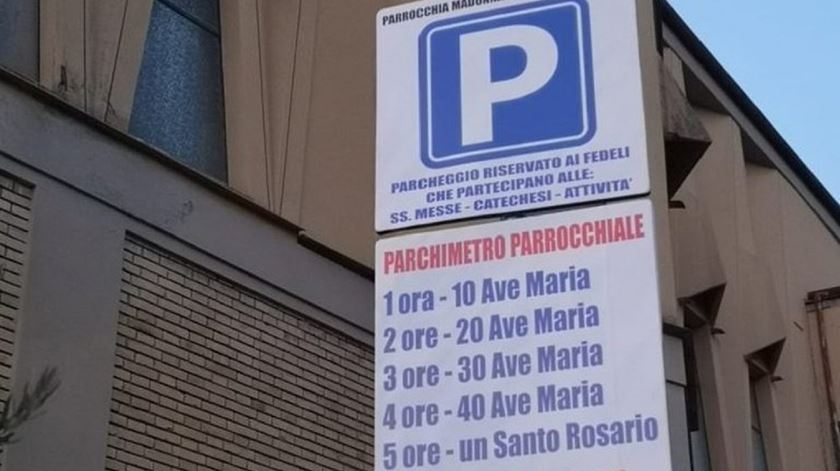 PARROCCHIA MADONNA
P
PARCHEGGIO RISERVATO AI FEDELI
CHE PARTECIPANO ALLE:
SS. MESSE - CATECHESI - ATTIVITA'
PARCHIMETRO PARROCCHIALE
1 ora - 10 Ave Maria
2 ore - 20 Ave Maria
3 ore - 30 Ave Maria
4 ore - 40 Ave Maria
5 ore - un Santo Rosario